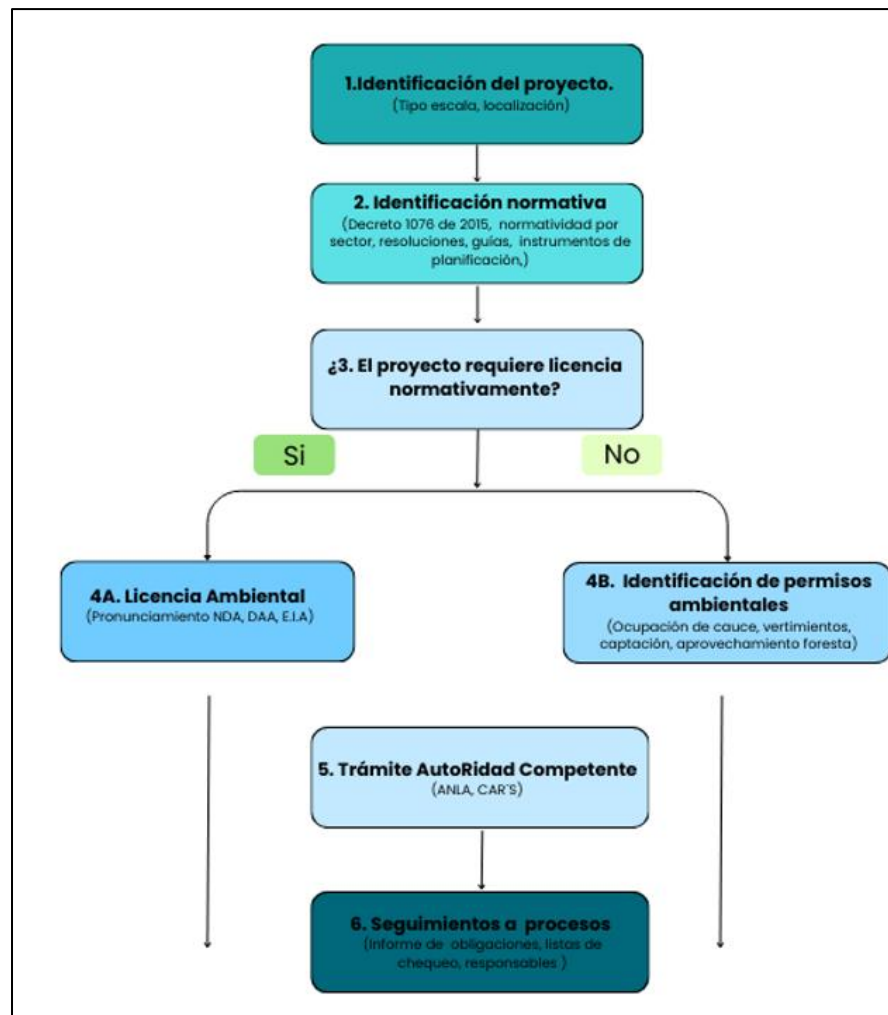 1.Identificación del proyecto.
(Tipo escala, localización)
2. Identificación normativa
(Decreto 1076 de 2015, normatividad por
sector, resoluciones, guías, instrumentos de
planificación,)
¿3. El proyecto requiere licencia
normativamente?
Si
No
4A. Licencia Ambiental
(Pronunciamiento NDA, DAA, E.I.A)
4B. Identificación de permisos
ambientales
(Ocupación de cauce, vertimientos,
captación, aprovechamiento foresta)
5. Trámite AutoRidad Competente
(ANLA, CAR`S)
6. Seguimientos a procesos
(Informe de obligaciones, listas de
chequeo, responsables )